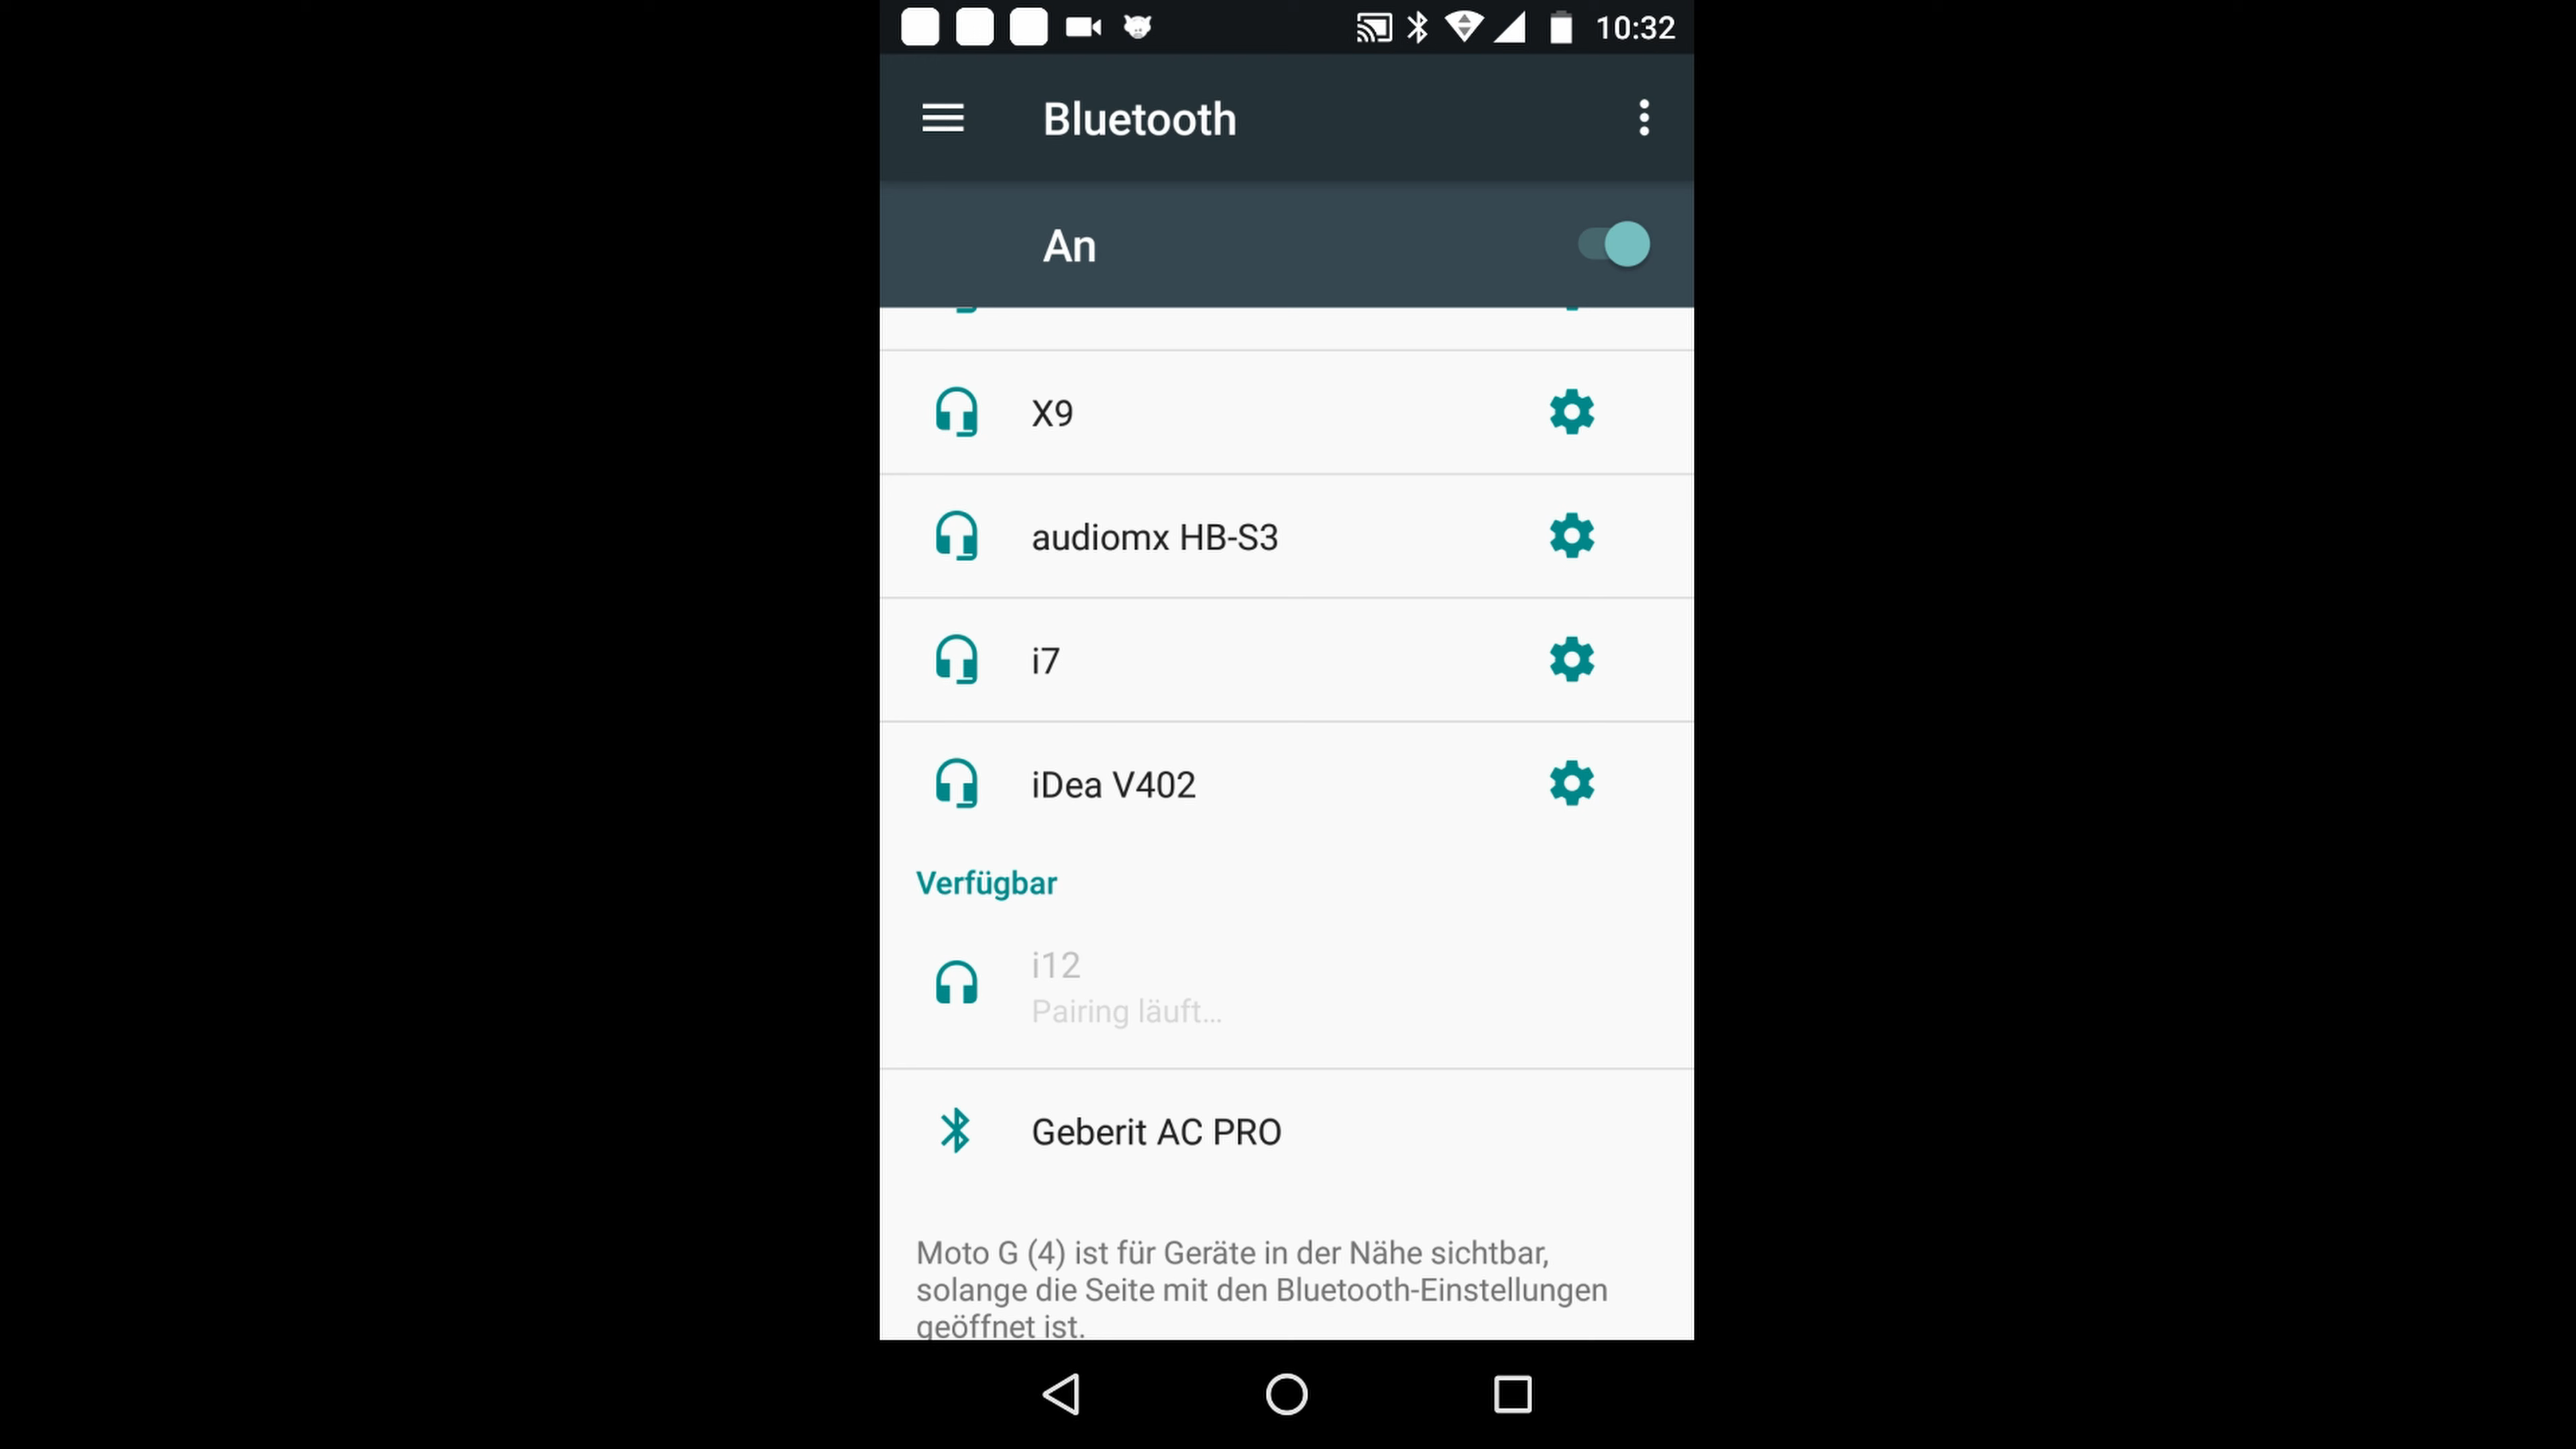 10:32
Bluetooth
An
X9
audiomx HB-S3
i7
iDea V402
Verfügbar
i12
Pairing läuft...
Geberit AC PRO
Moto G (4) ist für Geräte in der Nähe sichtbar,
solange die Seite mit den Bluetooth-Einstellungen
geöffnet ist.